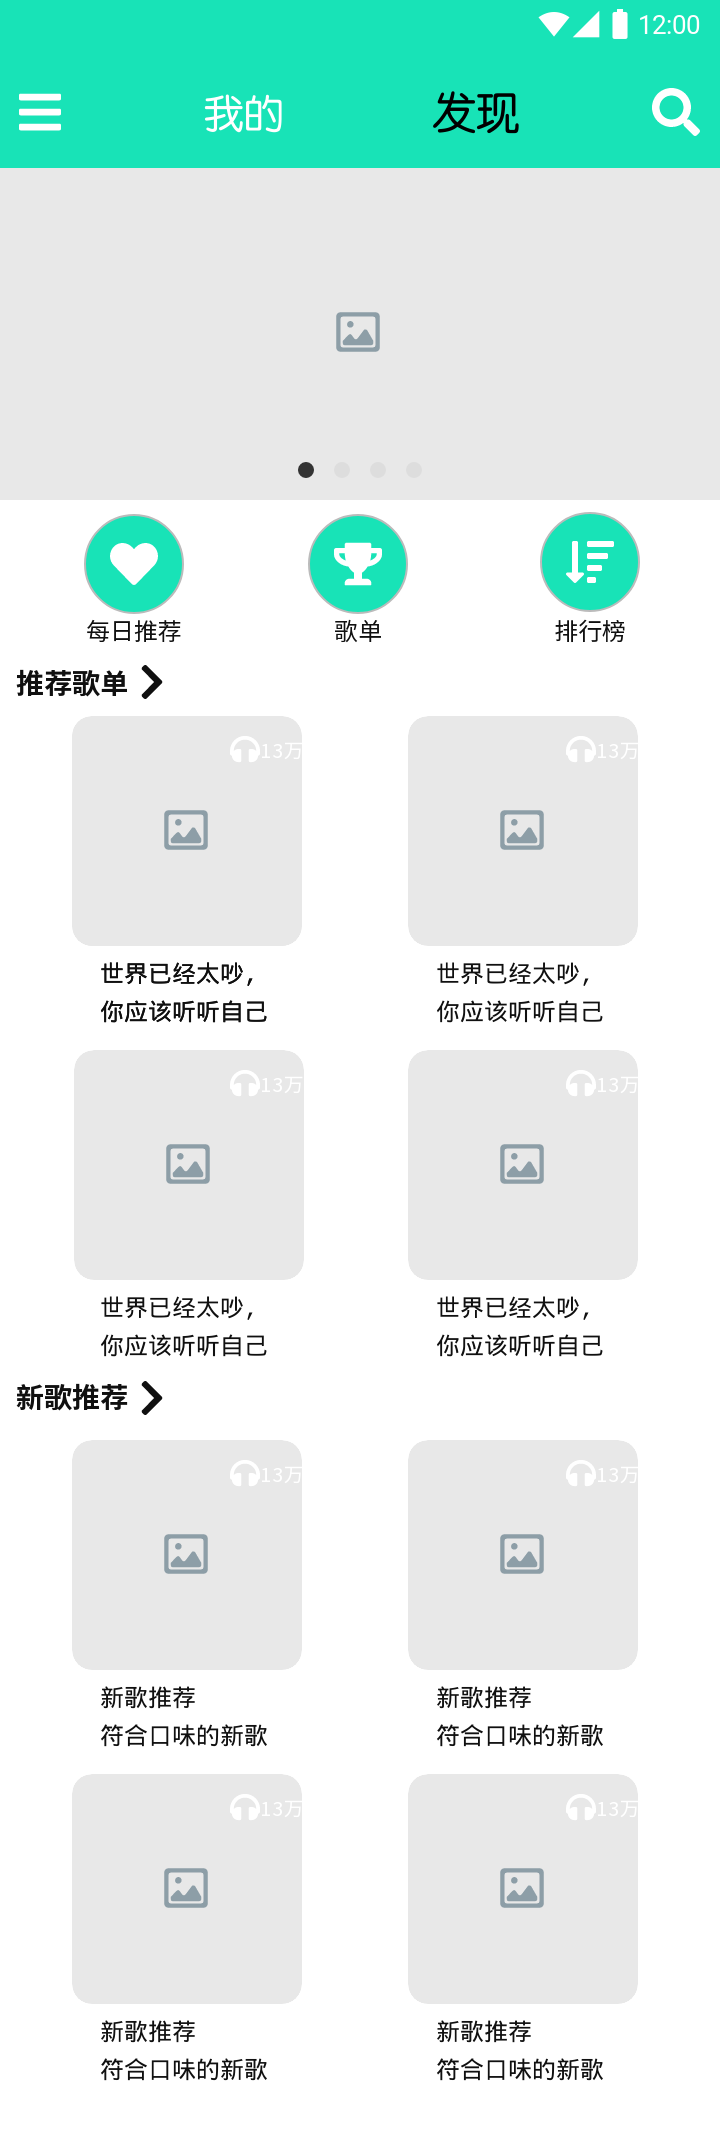 12:00
我的 发现
每日推荐 歌单 排行榜
推荐歌单
13万 13万
世界已经太吵， 世界已经太吵，
你应该听听自己 你应该听听自己
13万 13万
世界已经太吵， 世界已经太吵，
你应该听听自己 你应该听听自己
新歌推荐
13万 13万
新歌推荐 新歌推荐
符合口味的新歌 符合口味的新歌
13万 13万
新歌推荐 新歌推荐
符合口味的新歌 符合口味的新歌